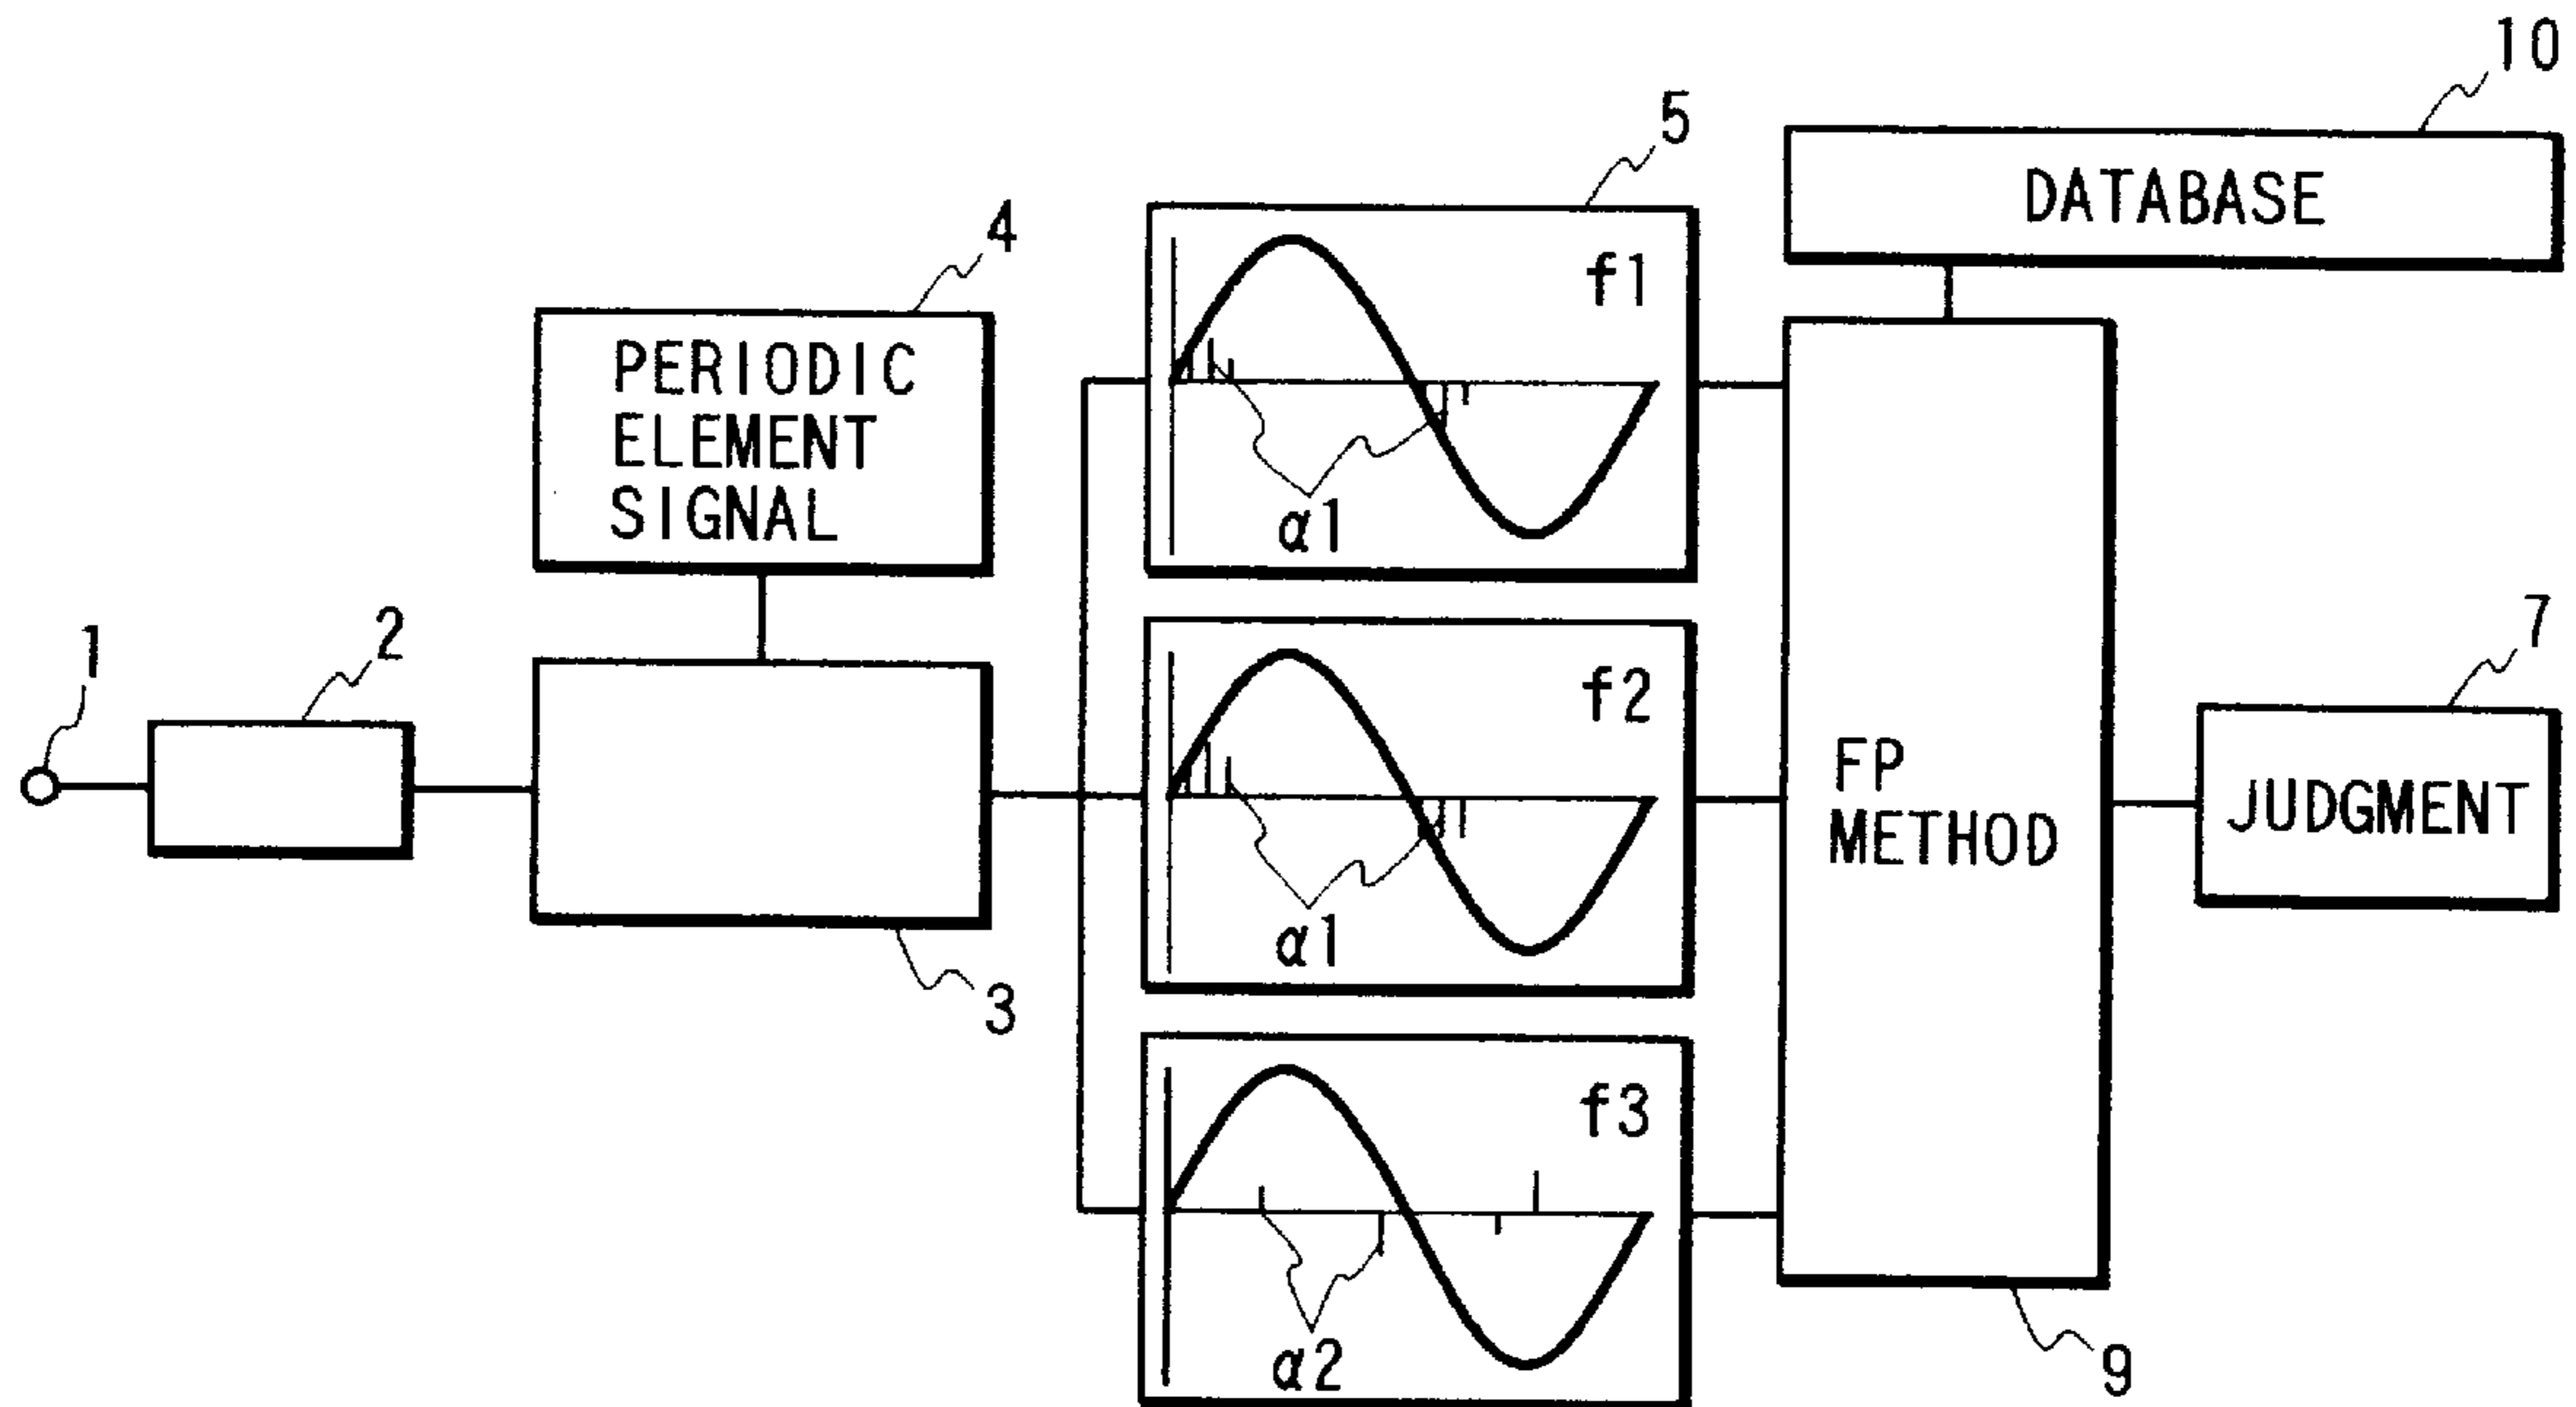 10
5
DATABASE
4
f1
PERIODIC
ELEMENT
SIGNAL
α1
1
2
7
f2
FP
METHOD
JUDGMENT
α1
3
f3
α2
9